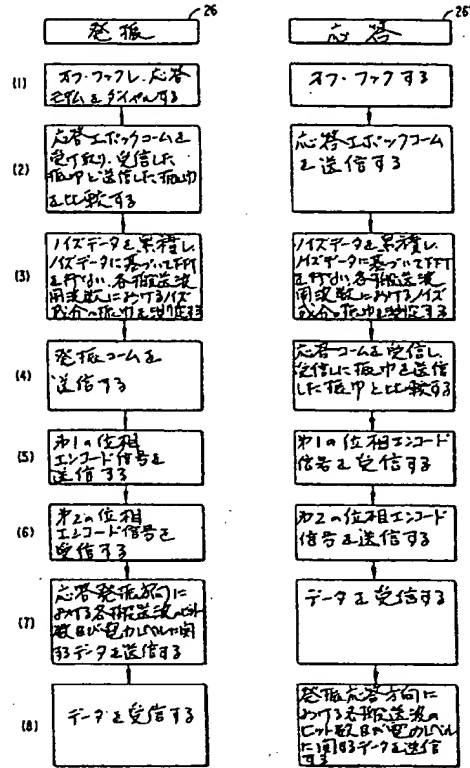 26
26
発振
応答
(1)
オフ・フックし、応答
モデムをダイヤルする
オフ・フックする
(2)
応答エポックコームを
受け取り、受信した
振巾と送信した振巾
を比較する
応答エポックコーム
を送信する
(3)
ノイズデータを累積し、
ノイズデータに基づいてFFT
を行ない、各搬送波
周波数におけるノイズ
成分の振巾を測定する
ノイズデータを累積し、
ノイズデータに基づいてFFT
を行ない、各搬送波
周波数におけるノイズ
成分の振巾を測定する
(4)
発振コームを
送信する
応答コームを受信し、
受信した振巾を送信
した振巾と比較する
(5)
第1の位相
エンコード信号を
送信する
第1の位相エンコード
信号を受信する
(6)
第2の位相
エンコード信号を
受信する
第2の位相エンコード
信号を送信する
(7)
応答発振方向に
おける各搬送波のビット
数及び電力レベルに関
するデータを送信する
データを受信する
(8)
データを受信する
発振応答方向に
おける各搬送波の
ビット数及び電力レベル
に関するデータを送信
する